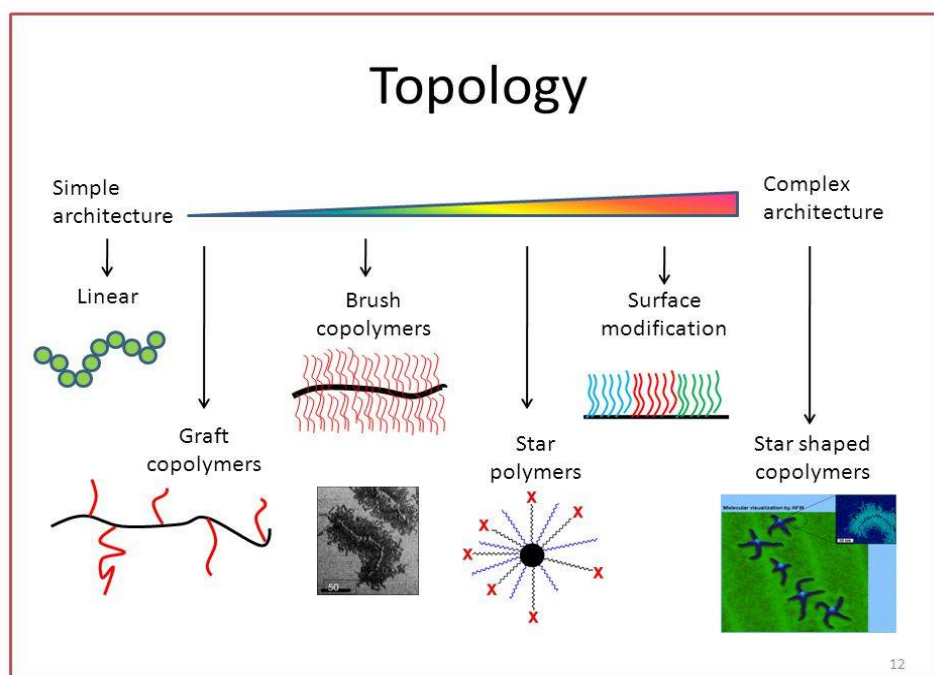 Topology
Simple
architecture
Complex
architecture
Linear
Brush
copolymers
Surface
modification
Graft
copolymers
Star
polymers
Star shaped
copolymers
50
X
X
X
X
X
X
X
Molecular visualization by AFM
12